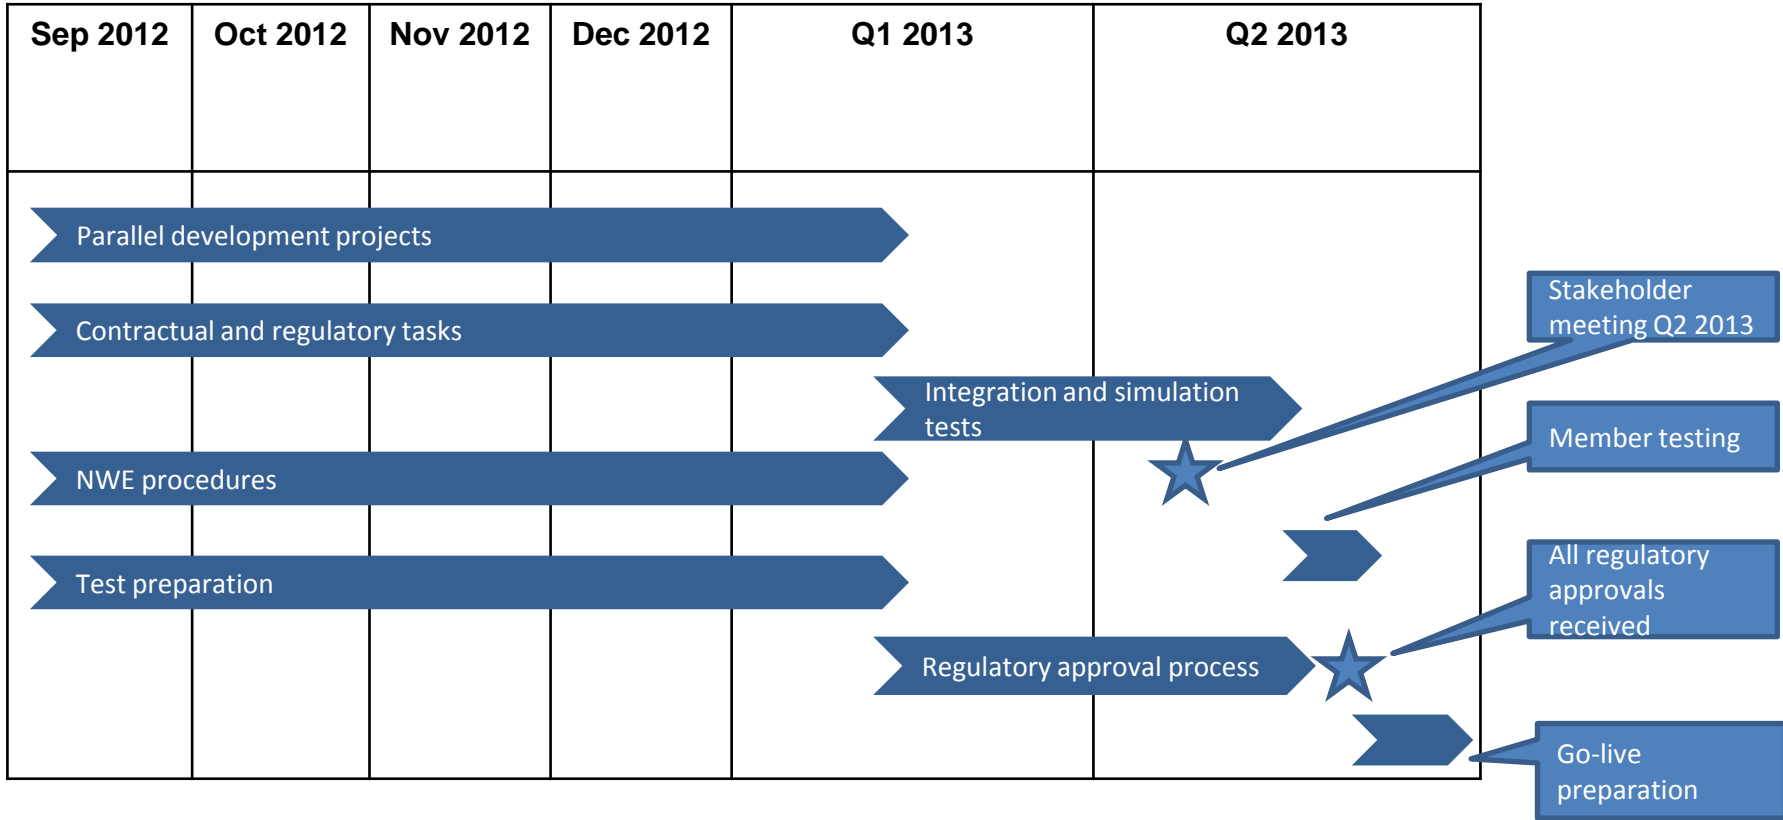 Sep 2012
Oct 2012
Nov 2012
Dec 2012
Q1 2013
Q2 2013
Parallel development projects
Contractual and regulatory tasks
Stakeholder
meeting Q2 2013
Integration and simulation
tests
Member testing
NWE procedures
Test preparation
All regulatory
approvals
received
Regulatory approval process
Go-live
preparation